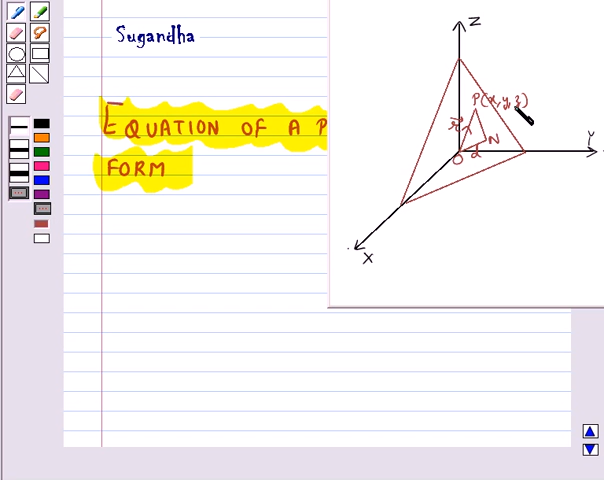 Sugandha
EQUATION OF A P
FORM
Z
P(x,y,z)
r
N
O
d
Y
X